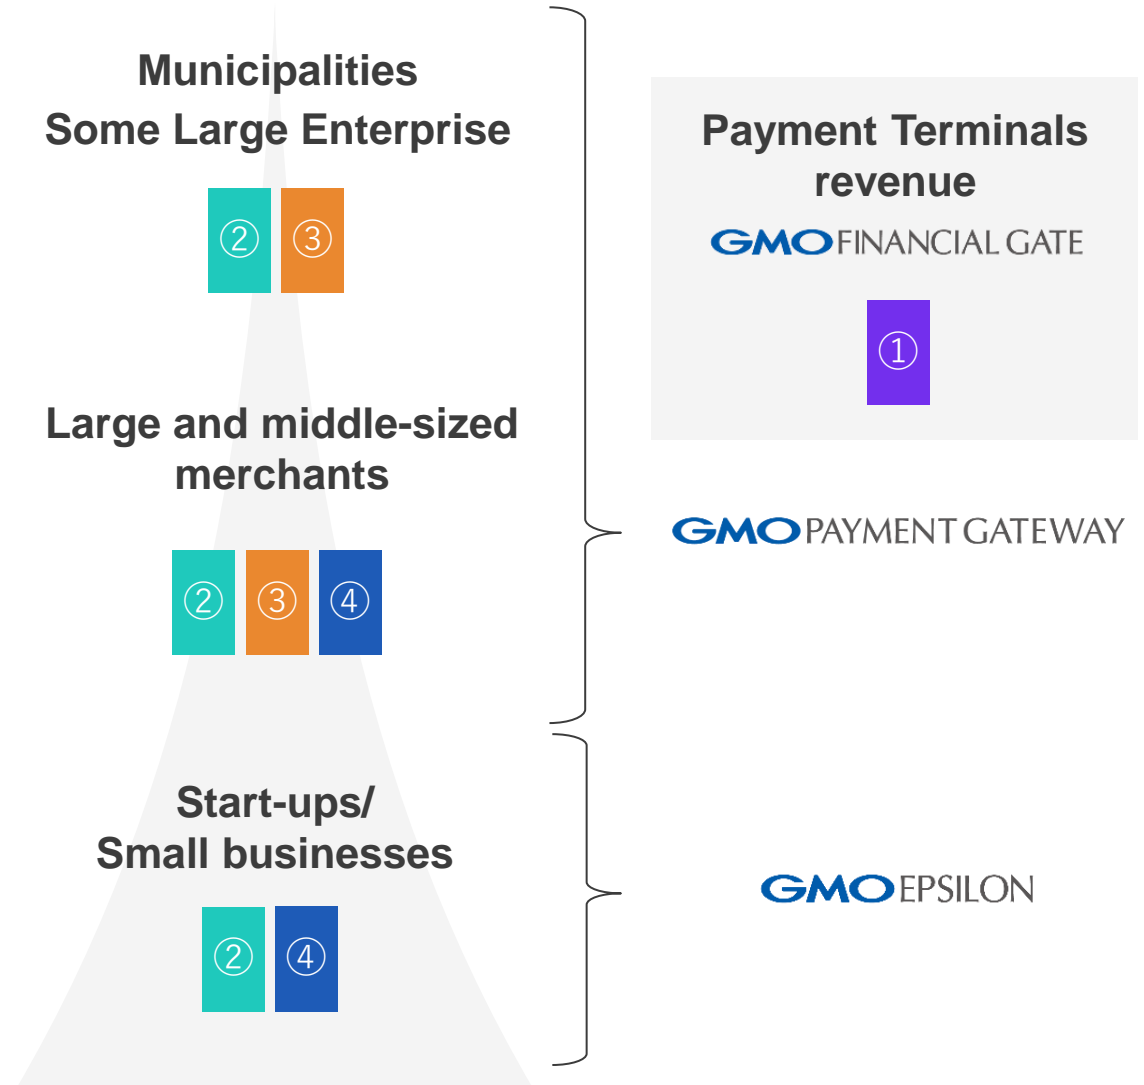 Municipalities
Some Large Enterprise
② ③
Large and middle-sized
merchants
② ③ ④
Start-ups/
Small businesses
② ④
Payment Terminals
revenue
GMO FINANCIAL GATE
①
GMO PAYMENT GATEWAY
GMO EPSILON